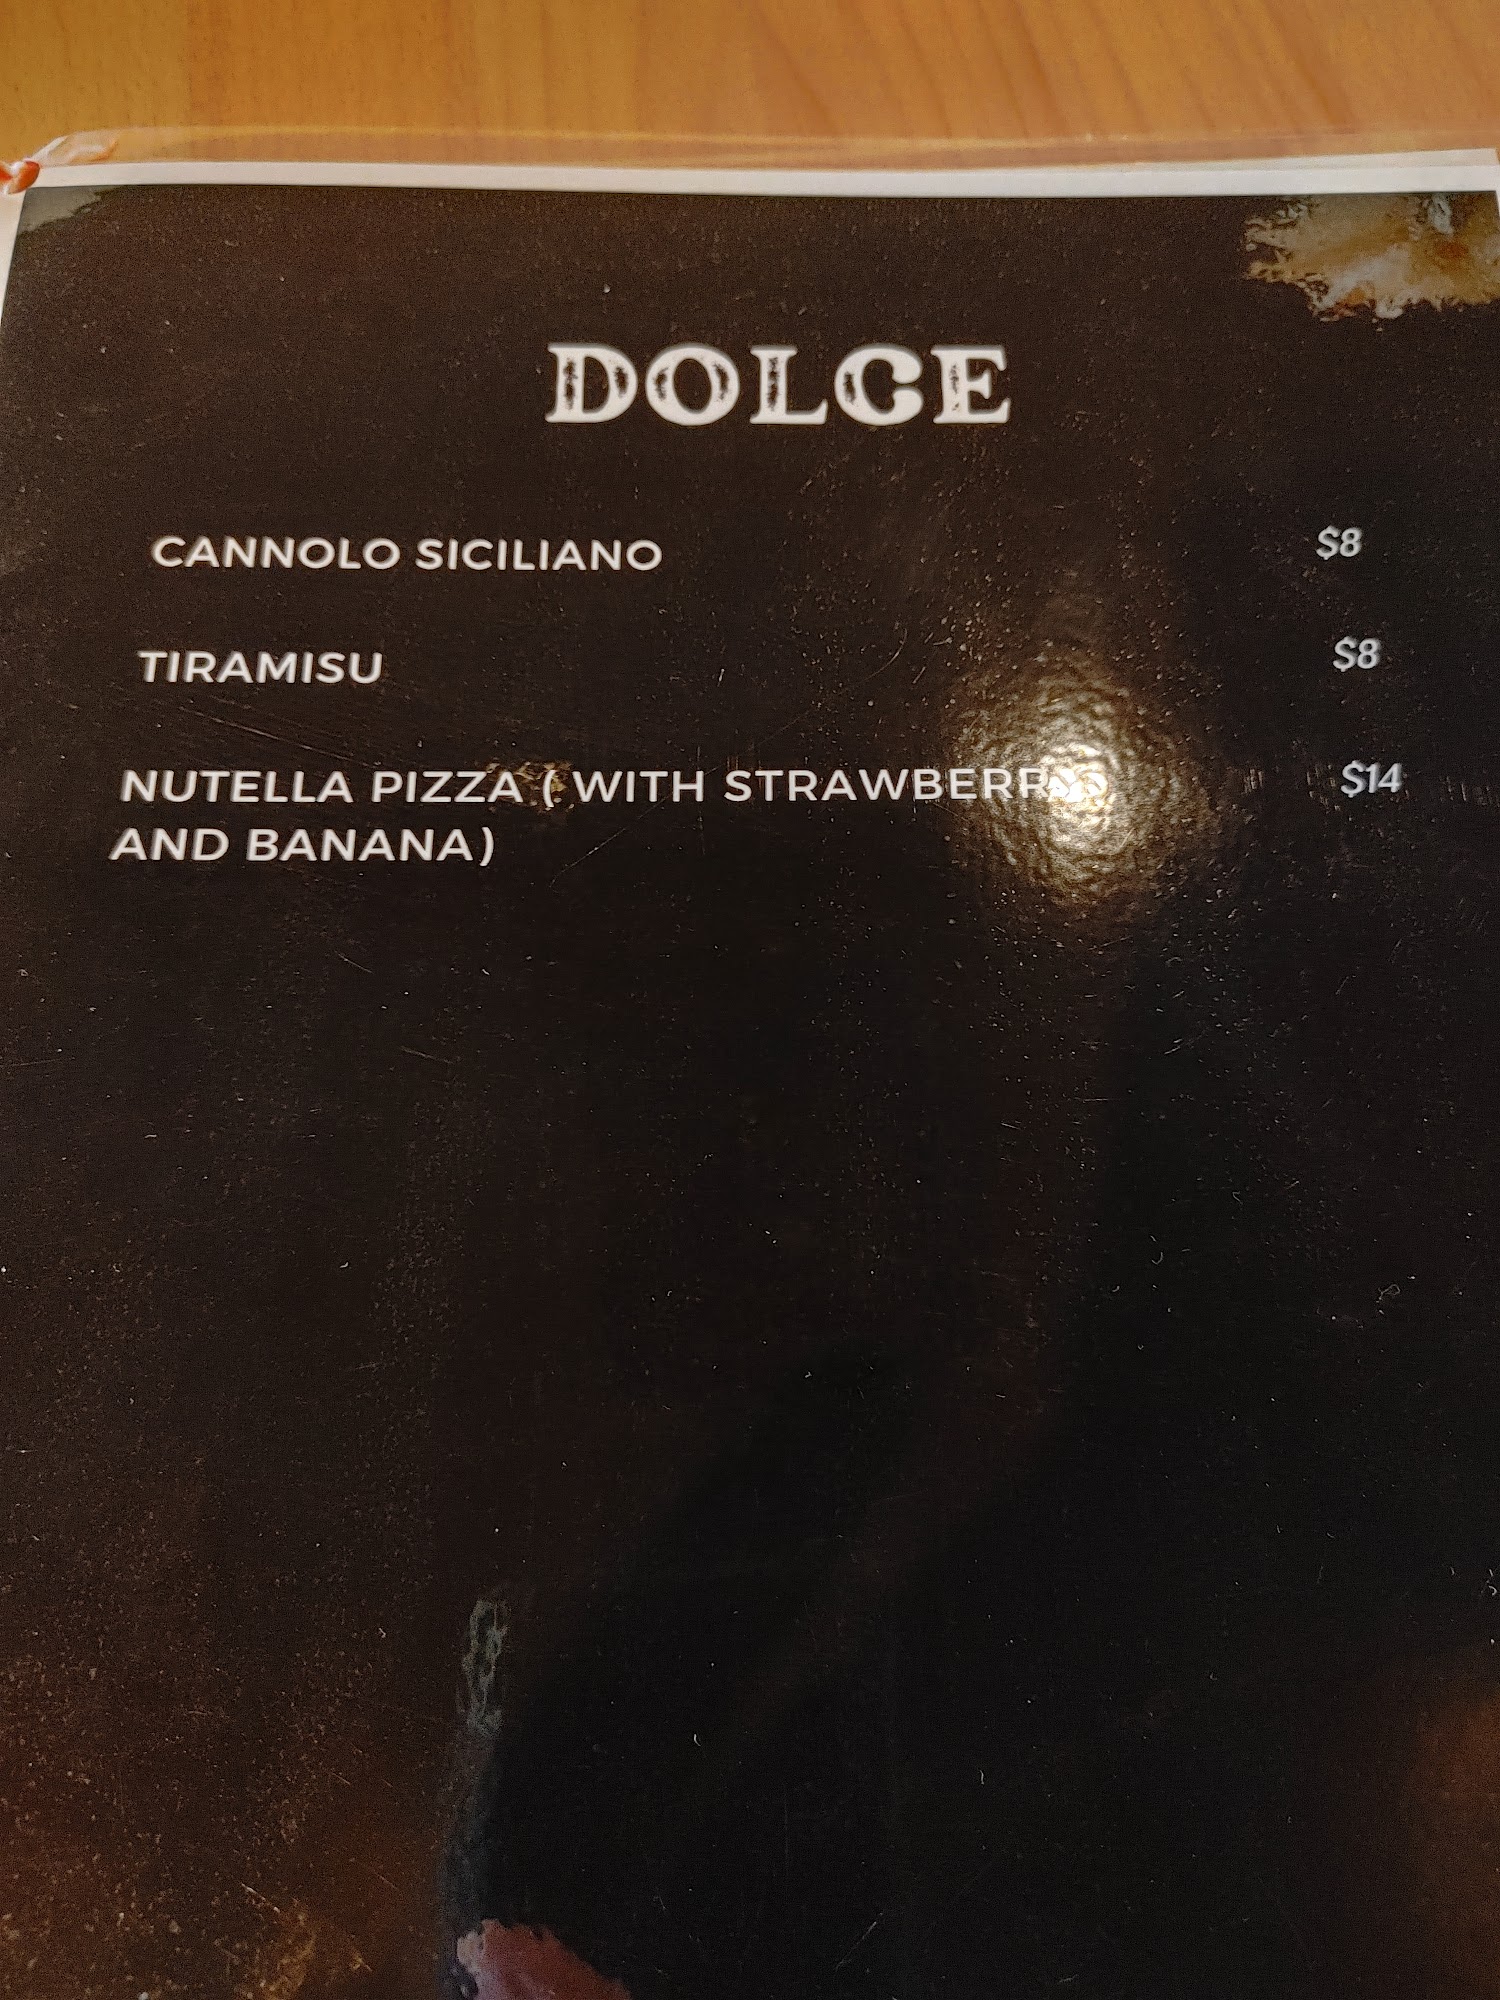 DOLCE
CANNOLO SICILIANO $8
TIRAMISU $8
NUTELLA PIZZA ( WITH $14
AND BANANA)